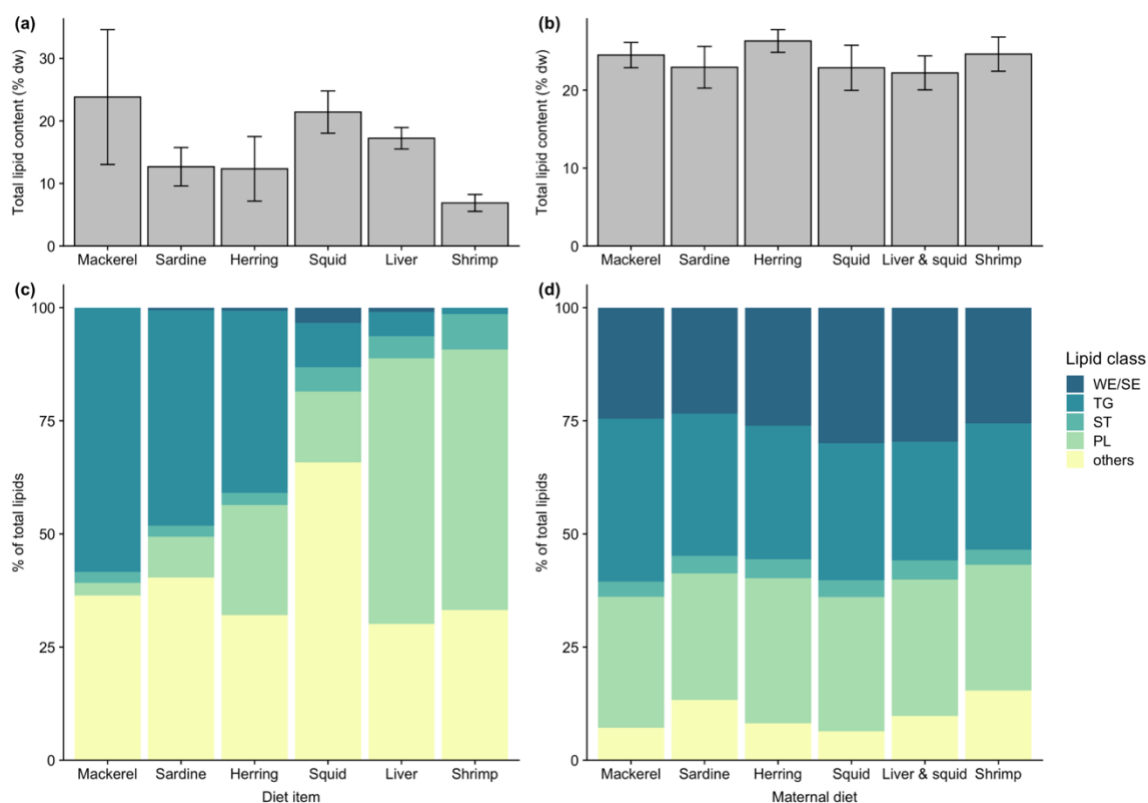 (a)
Total lipid content (% dw)
30
20
10
0
Mackerel Sardine Herring Squid Liver Shrimp
(b)
Total lipid content (% dw)
20
10
0
Mackerel Sardine Herring Squid Liver & squid Shrimp
(c)
% of total lipids
100
75
50
25
0
Mackerel Sardine Herring Squid Liver Shrimp
Diet item
(d)
% of total lipids
100
75
50
25
0
Mackerel Sardine Herring Squid Liver & squid Shrimp
Maternal diet
Lipid class
WE/SE
TG
ST
PL
others